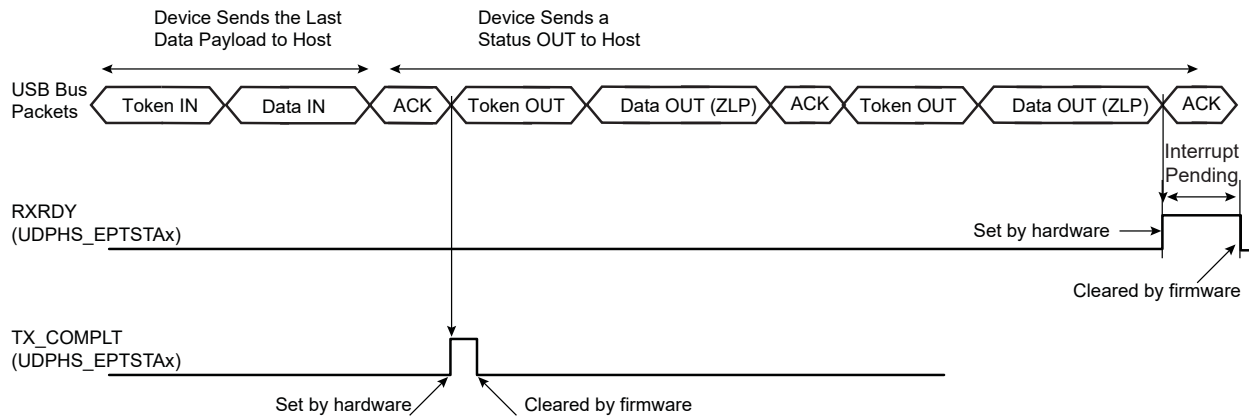 Device Sends the Last
Data Payload to Host
Device Sends a
Status OUT to Host
USB Bus
Packets
Token IN
Data IN
ACK
Token OUT
Data OUT (ZLP)
ACK
Token OUT
Data OUT (ZLP)
ACK
Interrupt
Pending
RXRDY
(UDPHS_EPTSTAx)
Set by hardware
Cleared by firmware
TX_COMPLT
(UDPHS_EPTSTAx)
Set by hardware
Cleared by firmware